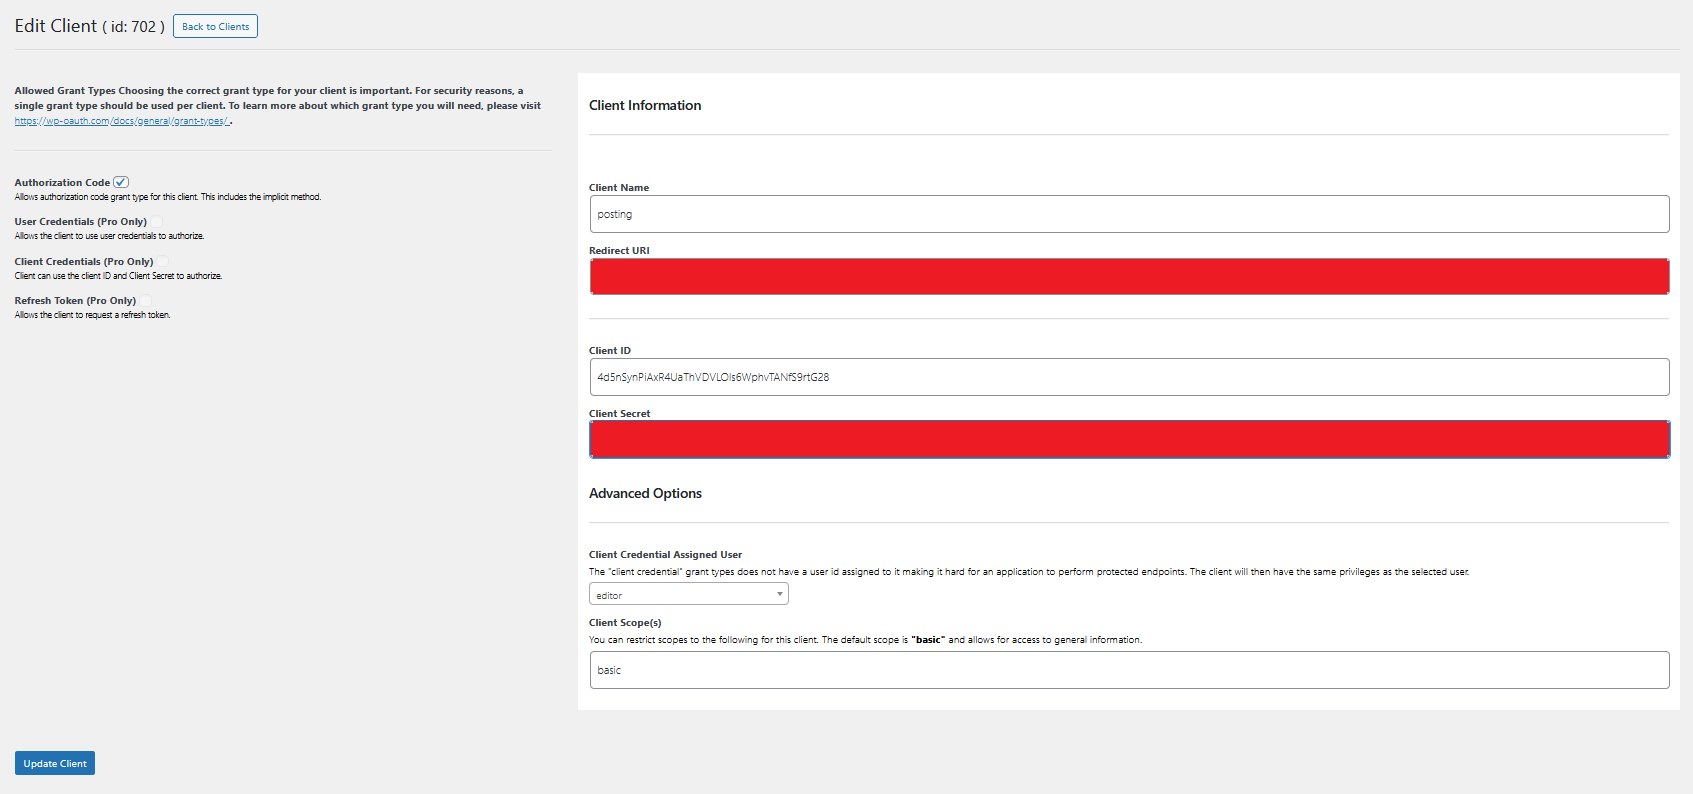 Edit Client ( id: 702 ) Back to Clients
Allowed Grant Types Choosing the correct grant type for your client is important. For security reasons, a
single grant type should be used per client. To learn more about which grant type you will need, please visit
https://wp-oauth.com/docs/general/grant-types/ .
Authorization Code
Allows authorization code grant type for this client. This includes the implicit method.
User Credentials (Pro Only)
Allows the client to use user credentials to authorize.
Client Credentials (Pro Only)
Client can use the client ID and Client Secret to authorize.
Refresh Token (Pro Only)
Allows the client to request a refresh token.
Client Information
Client Name
posting
Redirect URI
Client ID
4d5nSynPiAxR4UaThVDVLOIs6WphvTANfS9rtG28
Client Secret
Advanced Options
Client Credential Assigned User
The "client credential" grant types does not have a user id assigned to it making it hard for an application to perform protected endpoints. The client will then have the same privileges as the selected user.
editor
Client Scope(s)
You can restrict scopes to the following for this client. The default scope is "basic" and allows for access to general information.
basic
Update Client